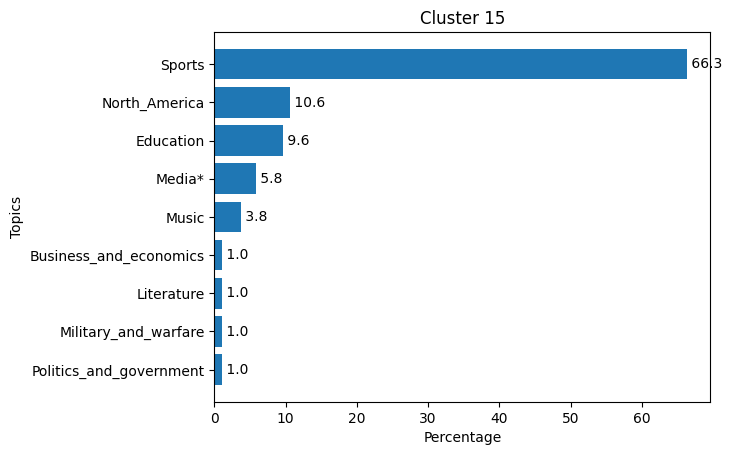 Cluster 15
Topics
Sports 66.3
North_America 10.6
Education 9.6
Media* 5.8
Music 3.8
Business_and_economics 1.0
Literature 1.0
Military_and_warfare 1.0
Politics_and_government 1.0
0 10 20 30 40 50 60
Percentage